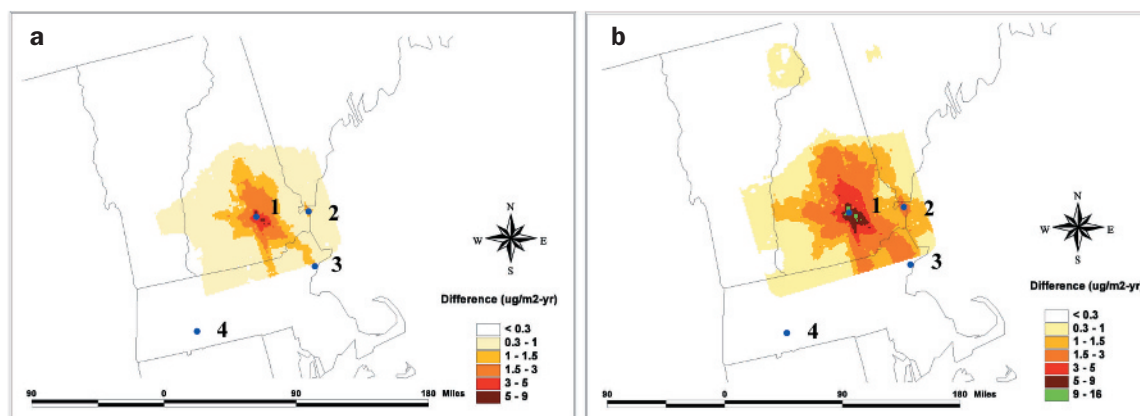 a
N
W E
S
1
2
3
4
Difference (ug/m2-yr)
< 0.3
0.3 - 1
1 - 1.5
1.5 - 3
3 - 5
5 - 9
90 0 90 180 Miles
b
N
W E
S
1
2
3
4
Difference (ug/m2-yr)
< 0.3
0.3 - 1
1 - 1.5
1.5 - 3
3 - 5
5 - 9
9 - 16
90 0 90 180 Miles